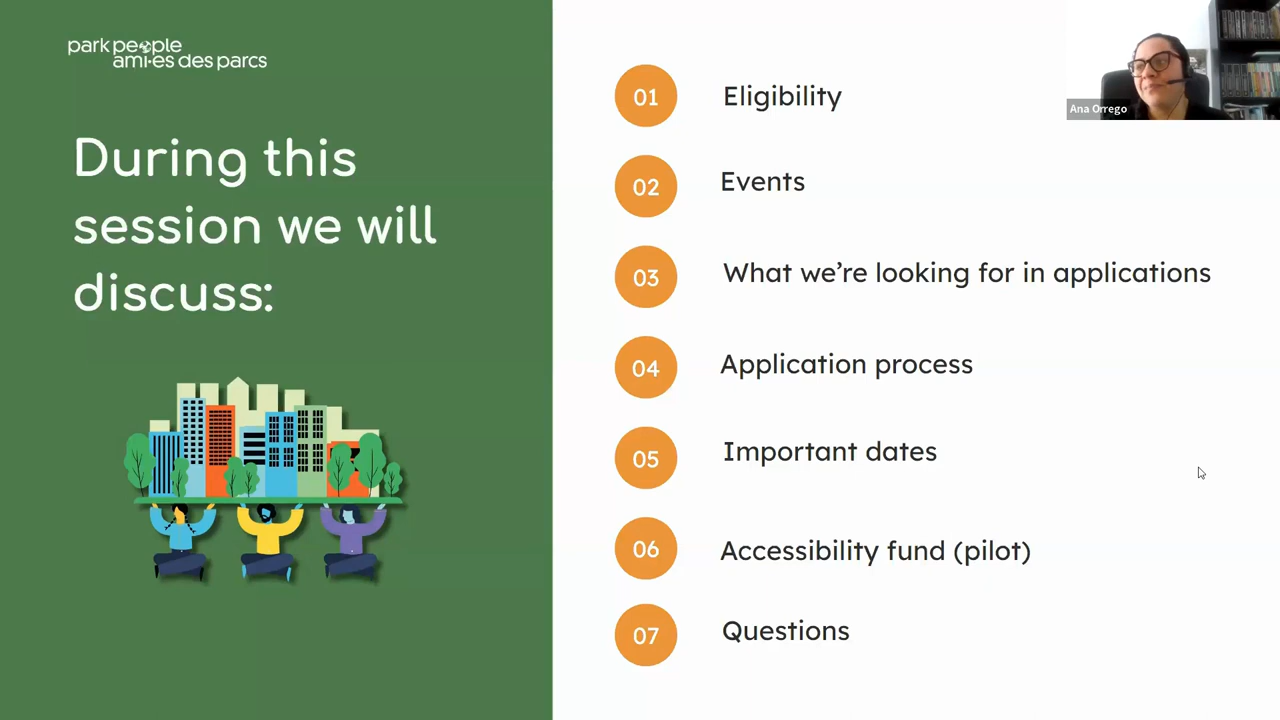 park people
ami·es des parcs
During this
session we will
discuss:
01 Eligibility
02 Events
03 What we’re looking for in applications
04 Application process
05 Important dates
06 Accessibility fund (pilot)
07 Questions
Ana Orrego